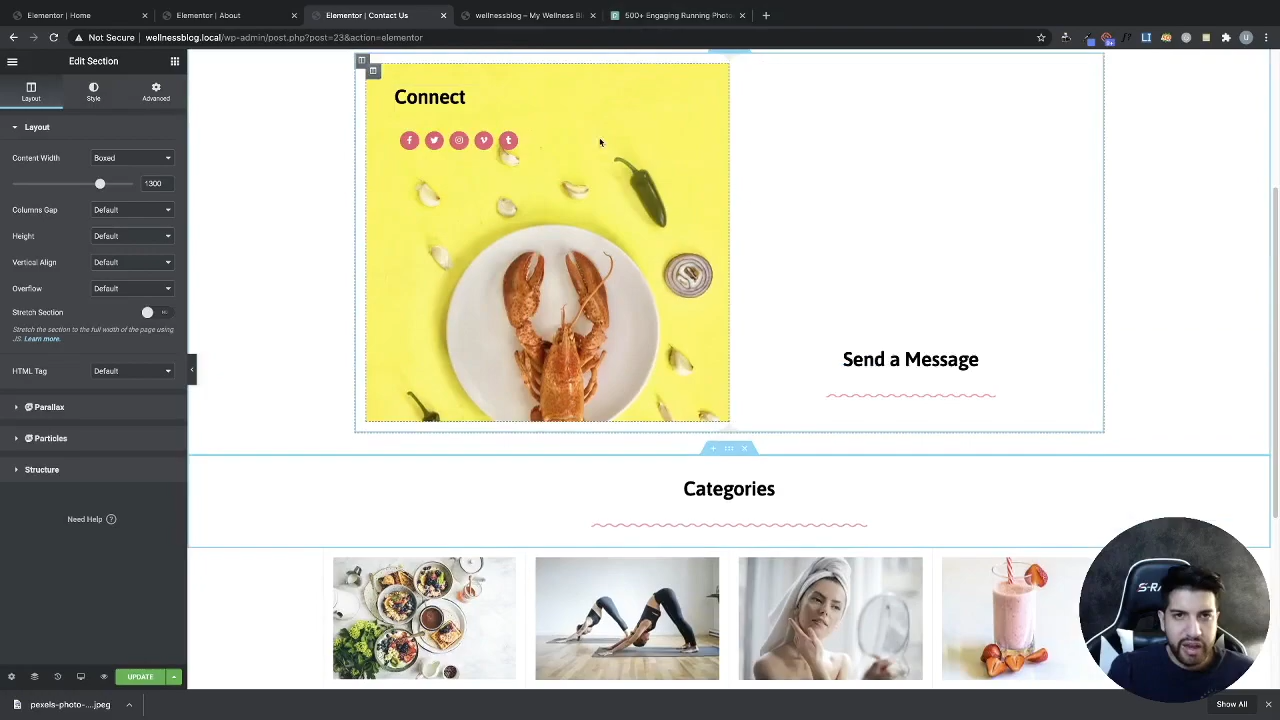 Elementor | Home
Elementor | About
Elementor | Contact Us
wellnessblog – My Wellness Bl
500+ Engaging Running Photo
Not Secure
wellnessblog.local/wp-admin/post.php?post=23&action=elementor
Edit Section
Layout
Style
Layout
Content Width
Boxed
1300
Columns Gap
Default
Height
Default
Vertical Align
Default
Overflow
Default
Stretch Section
Stretch the section to the full width of the page using
JS. Learn more.
HTML Tag
Default
Parallax
Particles
Structure
Need Help
UPDATE
Connect
Send a Message
Categories
S-RA
pexels-photo-....jpeg
Show All